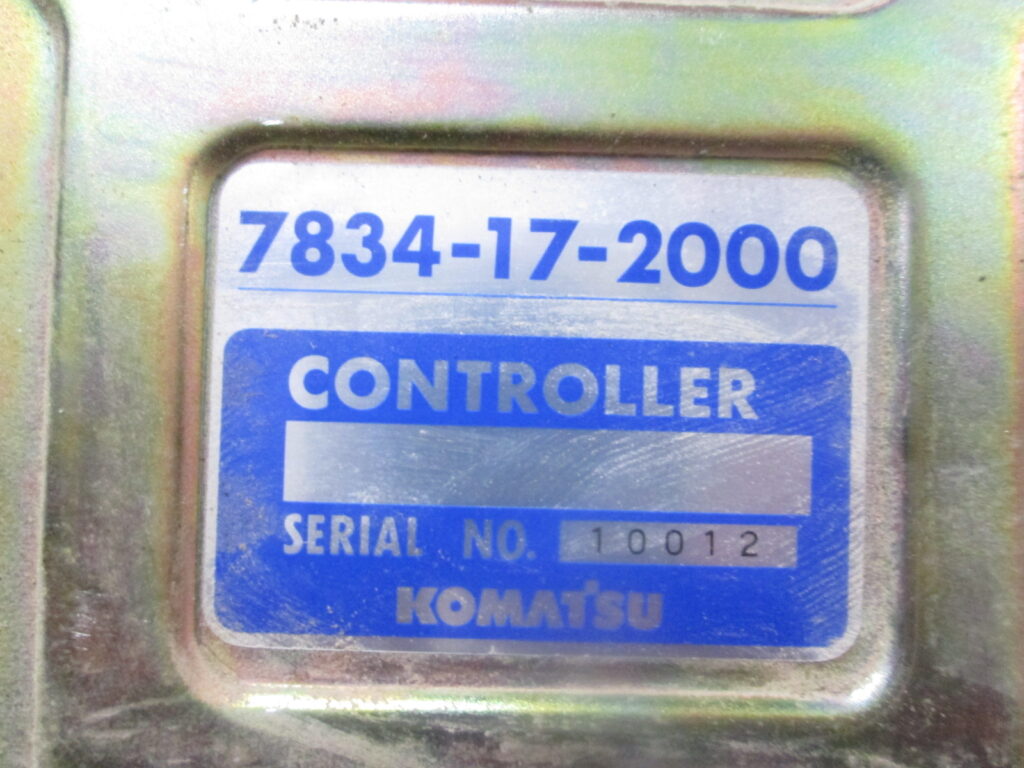 7834-17-2000
CONTROLLER
SERIAL NO. 10012
KOMATSU